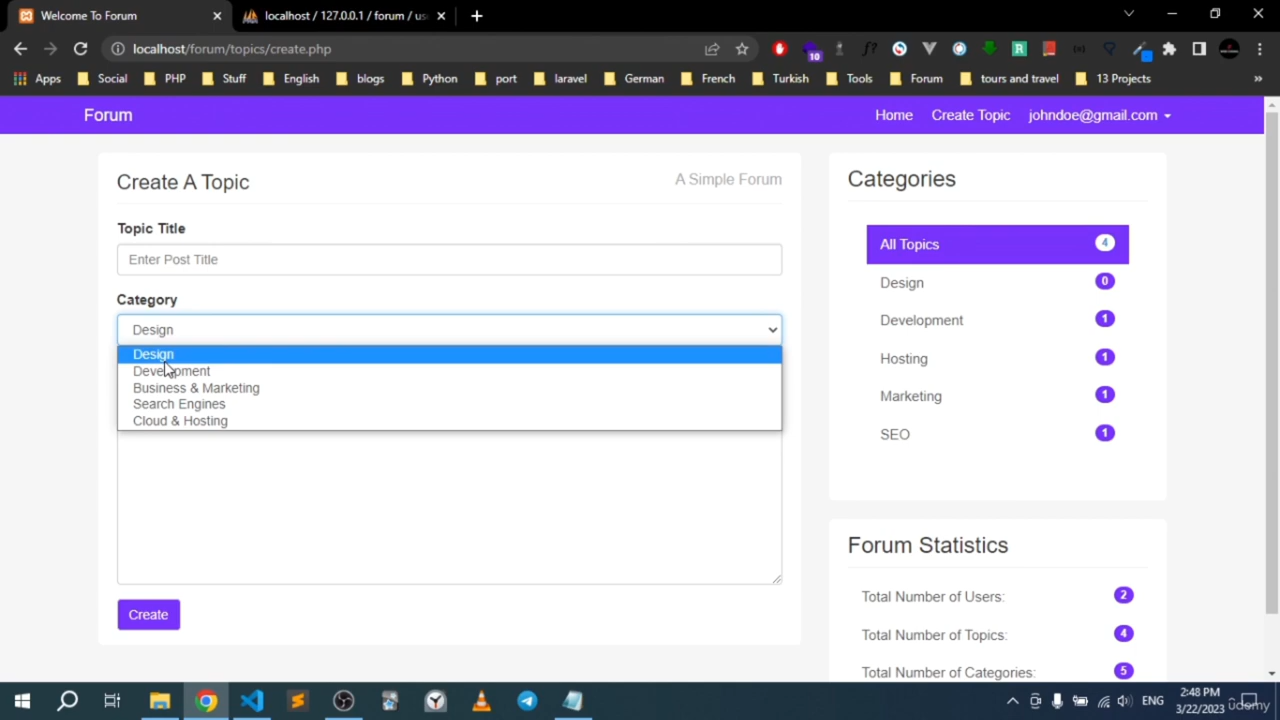 Welcome To Forum
localhost / 127.0.0.1 / forum / us
localhost/forum/topics/create.php
10
f?
R
Apps Social PHP Stuff English blogs Python port laravel German French Turkish Tools Forum tours and travel 13 Projects »
Forum
Home Create Topic johndoe@gmail.com
Create A Topic
A Simple Forum
Topic Title
Enter Post Title
Category
Design
Design
Development
Business & Marketing
Search Engines
Cloud & Hosting
Create
Categories
All Topics 4
Design 0
Development 1
Hosting 1
Marketing 1
SEO 1
Forum Statistics
Total Number of Users: 2
Total Number of Topics: 4
Total Number of Categories: 5
ENG
2:48 PM
3/22/2023
udemy